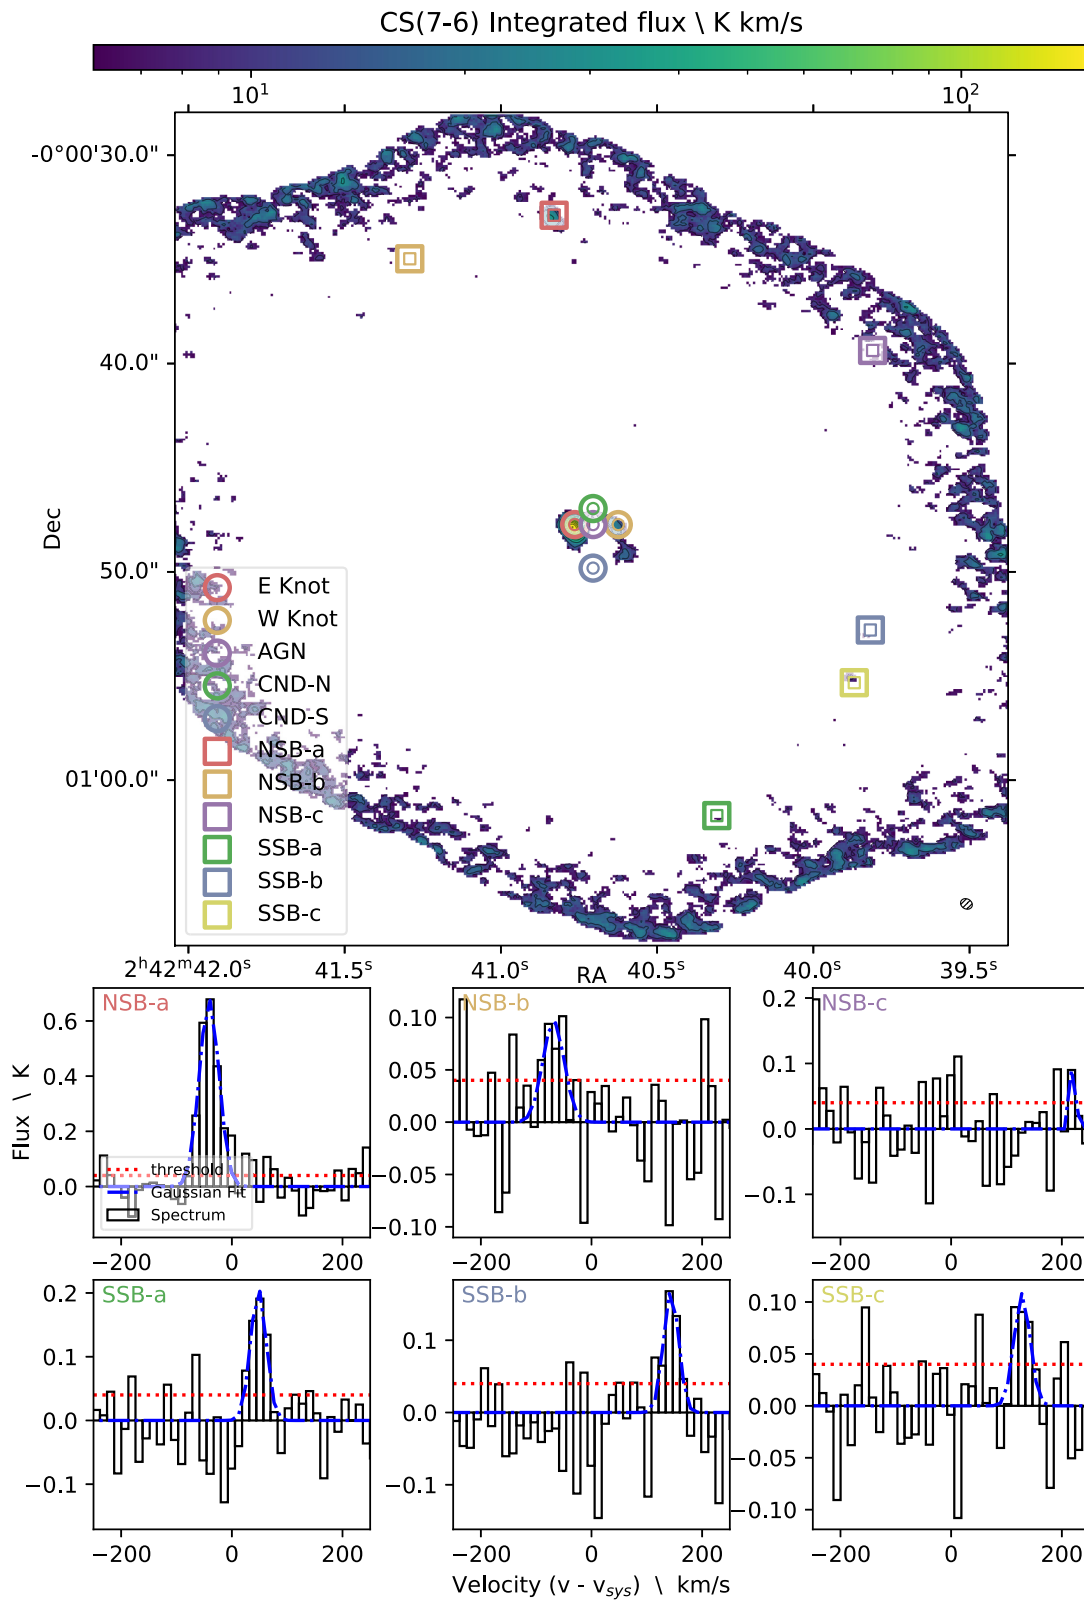 CS(7-6) Integrated flux \ K km/s
10¹ 10²
-0°00'30.0"
40.0"
50.0"
01'00.0"
Dec
E Knot
W Knot
AGN
CND-N
CND-S
NSB-a
NSB-b
NSB-c
SSB-a
SSB-b
SSB-c
2ʰ42ᵐ42.0ˢ 41.5ˢ 41.0ˢ 40.5ˢ 40.0ˢ 39.5ˢ
RA
NSB-a
0.6
0.4
0.2
0.0
Flux \ K
threshold
Gaussian Fit
Spectrum
−200 0 200
NSB-b
0.10
0.05
0.00
−0.05
−0.10
−200 0 200
NSB-c
0.2
0.1
0.0
−0.1
−200 0 200
SSB-a
0.2
0.1
0.0
−0.1
−200 0 200
SSB-b
0.1
0.0
−0.1
−200 0 200
SSB-c
0.10
0.05
0.00
−0.05
−0.10
−200 0 200
Velocity (v - v_sys) \ km/s